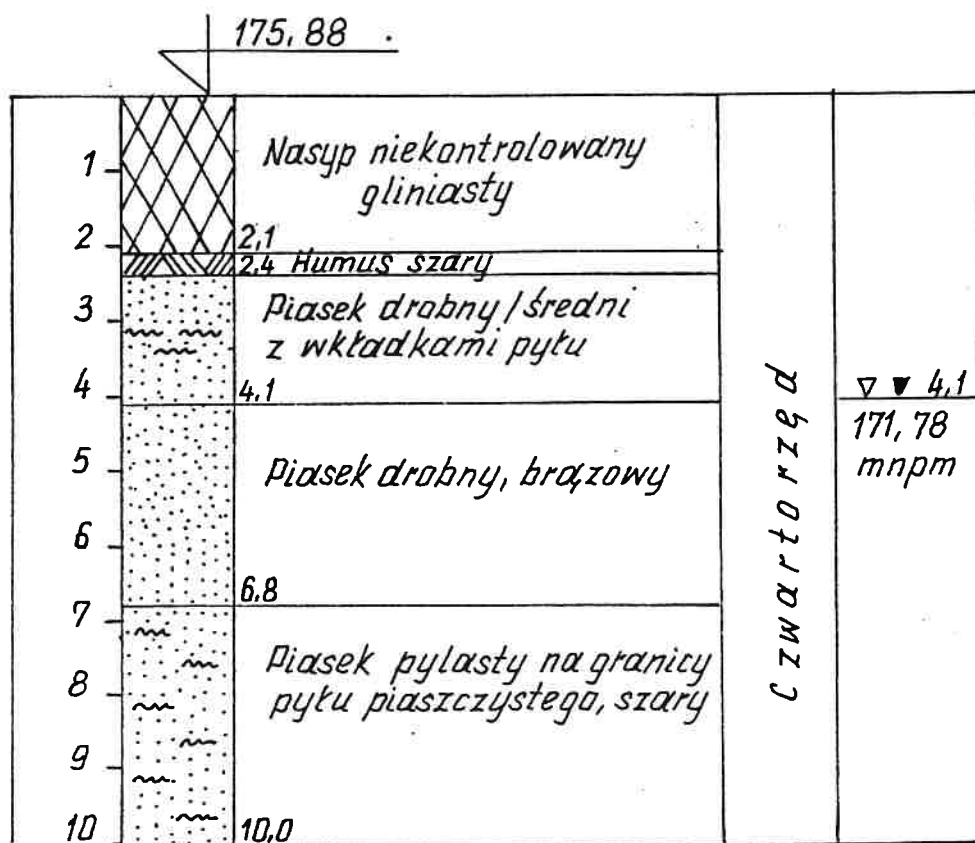 175,88
1
Nasyp niekontrolowany
gliniasty
2
2,1
2,4 Humus szary
3
Piasek drobny/średni
z wkładkami pyłu
4
4,1
5
Piasek drobny, brązowy
6
6,8
7
Piasek pylasty na granicy
pyłu piaszczystego, szary
8
9
10
10,0
Czwartorzęd
4,1
171,78
mnpm